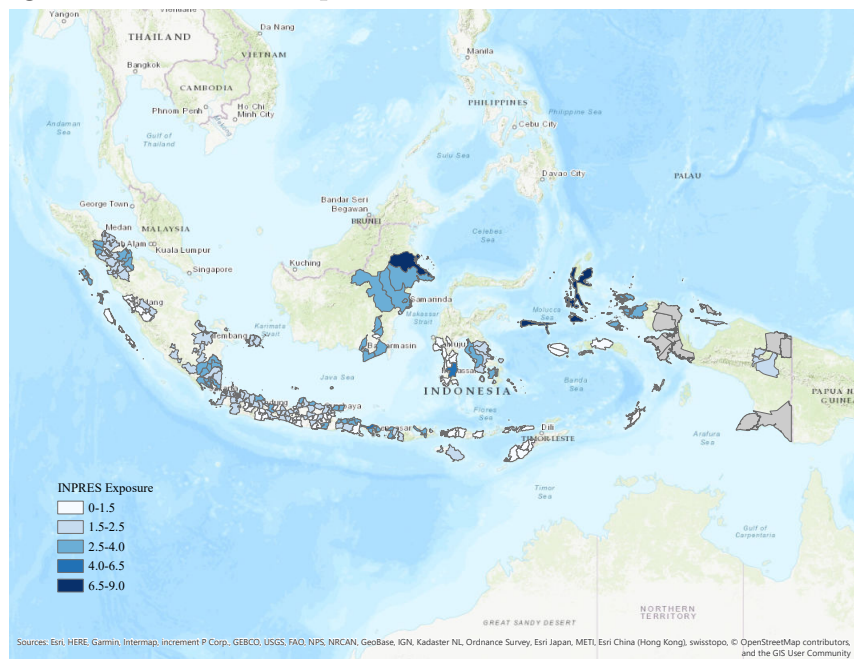 Yangon
THAILAND
Da Nang
VIETNAM
Bangkok
Manila
CAMBODIA
Andaman
Sea
Phnom Penh
Ho Chi
Minh City
PHILIPPINES
Philippine Sea
Gulf of
Thailand
Mekong
Cebu City
Sulu Sea
Davao City
PALAU
George Town
Bandar Seri
Begawan
BRUNEI
Medan
MALAYSIA
Celebes
Sea
Kuala Lumpur
Kuching
Singapore
Samarinda
Molucca
Sea
Makassar
Strait
Karimata
Strait
Java Sea
INDONESIA
Banda
Sea
PAPUA N
GUINEA
Flores
Sea
Dili
TIMOR-LESTE
Arafura
Sea
INPRES Exposure
0-1.5
1.5-2.5
2.5-4.0
4.0-6.5
6.5-9.0
Timor
Sea
Gulf of
Carpentaria
NORTHERN
TERRITORY
GREAT SANDY DESERT
Sources: Esri, HERE, Garmin, Intermap, increment P Corp., GEBCO, USGS, FAO, NPS, NRCAN, GeoBase, IGN, Kadaster NL, Ordnance Survey, Esri Japan, METI, Esri China (Hong Kong), swisstopo, © OpenStreetMap contributors,
and the GIS User Community